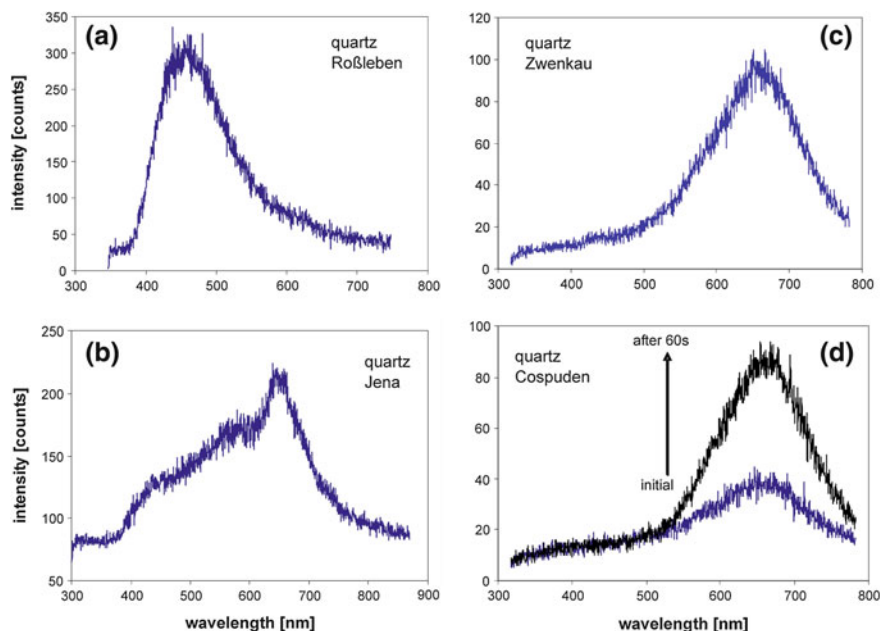 (a)
quartz
Roßleben
intensity [counts]
350
300
250
200
150
100
50
0
300 400 500 600 700 800
(c)
quartz
Zwenkau
120
100
80
60
40
20
0
300 400 500 600 700 800
(b)
quartz
Jena
intensity [counts]
250
200
150
100
50
300 400 500 600 700 800 900
wavelength [nm]
(d)
quartz
Cospuden
after 60s
initial
100
80
60
40
20
0
300 400 500 600 700 800
wavelength [nm]